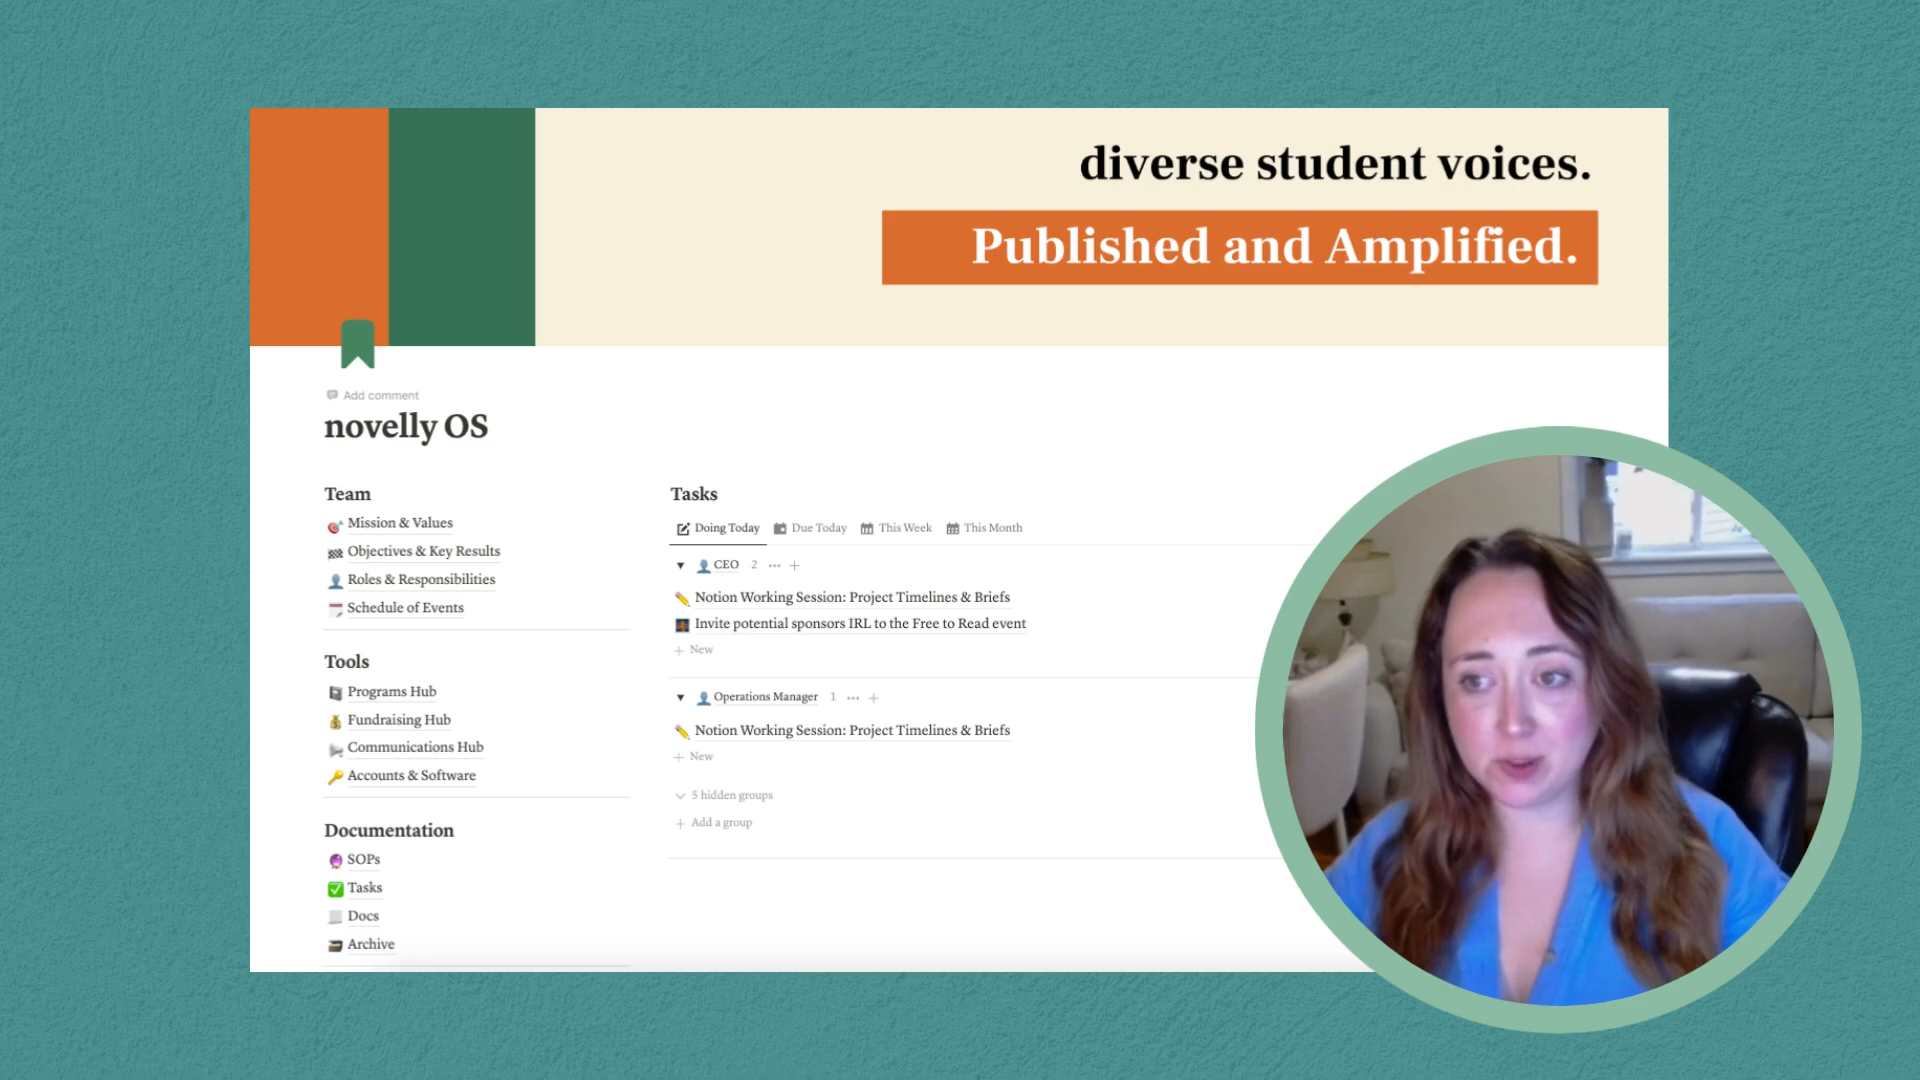 diverse student voices.
Published and Amplified.
Add comment
novelly OS
Team
Mission & Values
Objectives & Key Results
Roles & Responsibilities
Schedule of Events
Tools
Programs Hub
Fundraising Hub
Communications Hub
Accounts & Software
Documentation
SOPs
Tasks
Docs
Archive
Tasks
Doing Today Due Today This Week This Month
CEO 2 ... +
Notion Working Session: Project Timelines & Briefs
Invite potential sponsors IRL to the Free to Read event
+ New
Operations Manager 1 ... +
Notion Working Session: Project Timelines & Briefs
+ New
5 hidden groups
+ Add a group